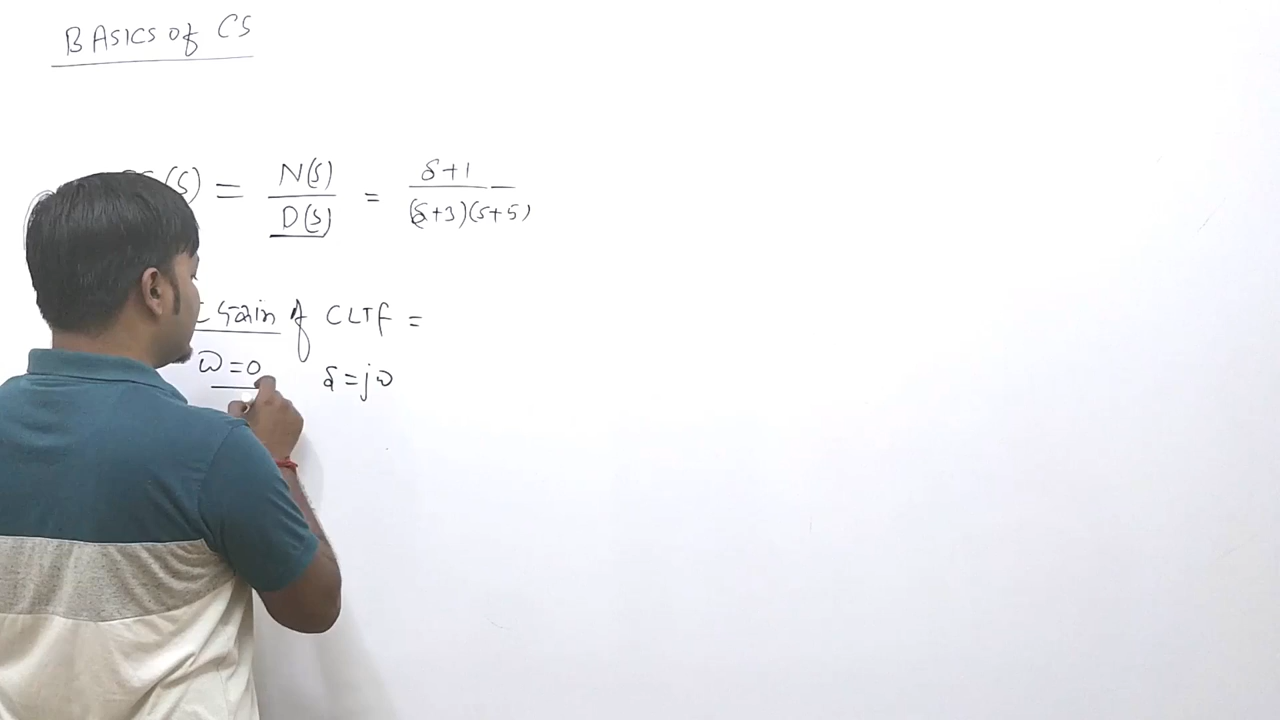 BASICS of CS
(s) = N(s) / D(s) = s+1 / (s+3)(s+5)
Gain of CLTF =
ω=0 s=jω